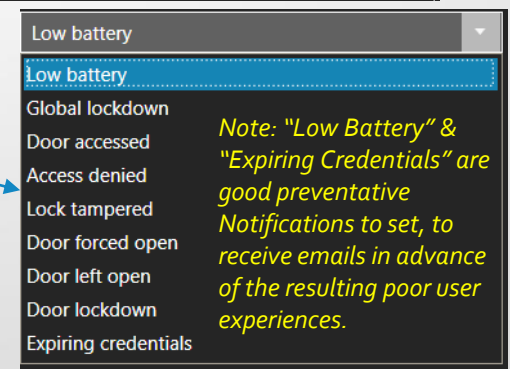 Low battery
Low battery
Global lockdown
Door accessed
Access denied
Lock tampered
Door forced open
Door left open
Door lockdown
Expiring credentials
Note: “Low Battery” &
“Expiring Credentials” are
good preventative
Notifications to set, to
receive emails in advance
of the resulting poor user
experiences.